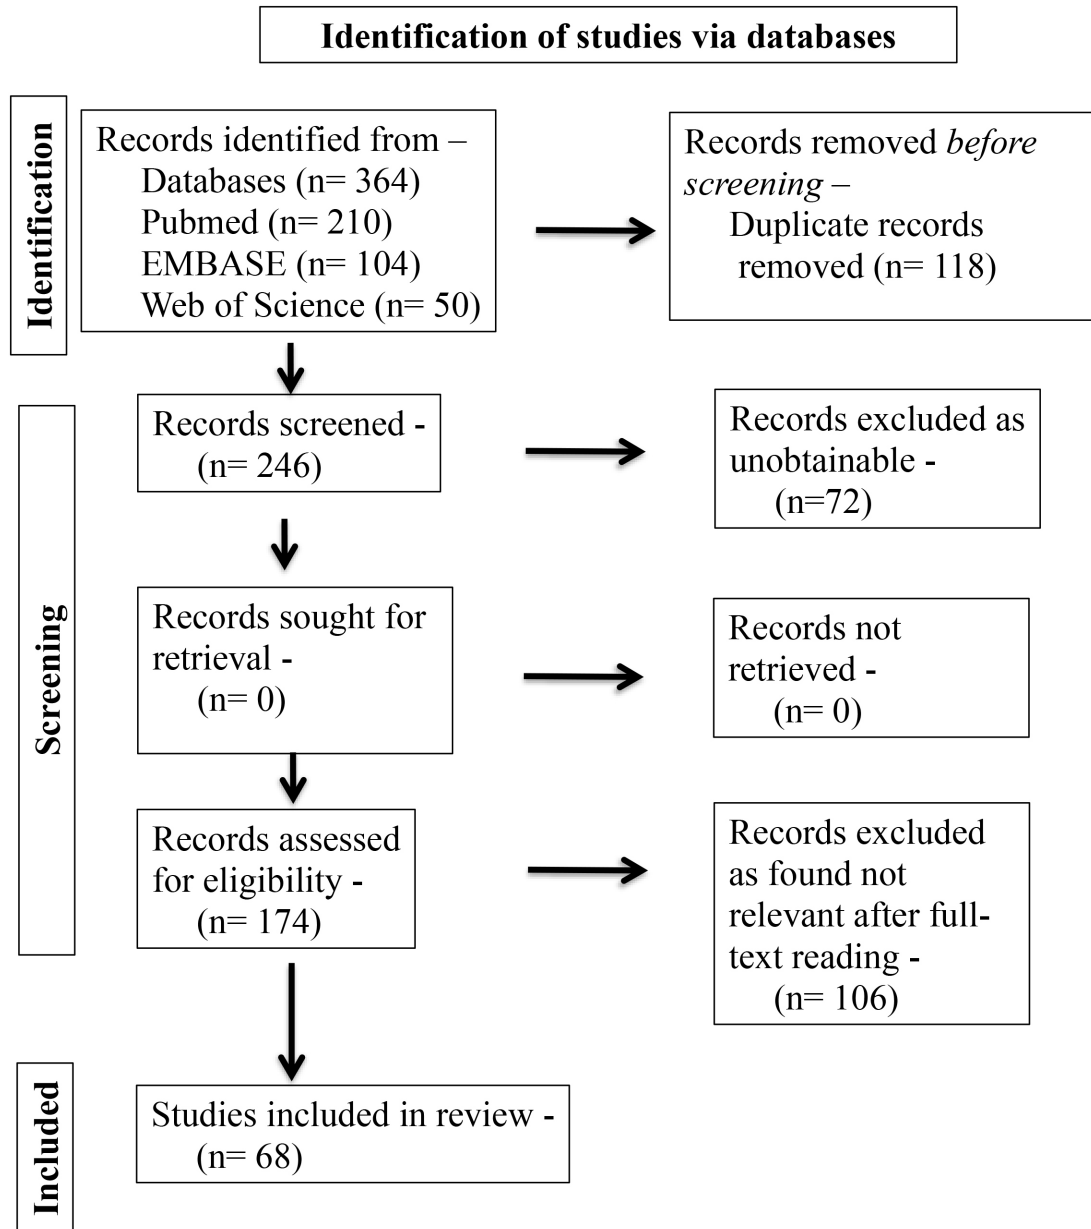 Identification of studies via databases
Identification
Records identified from –
Databases (n= 364)
Pubmed (n= 210)
EMBASE (n= 104)
Web of Science (n= 50)
Records removed before
screening –
Duplicate records
removed (n= 118)
Screening
Records screened -
(n= 246)
Records excluded as
unobtainable -
(n=72)
Records sought for
retrieval -
(n= 0)
Records not
retrieved -
(n= 0)
Records assessed
for eligibility -
(n= 174)
Records excluded
as found not
relevant after full-
text reading -
(n= 106)
Included
Studies included in review -
(n= 68)